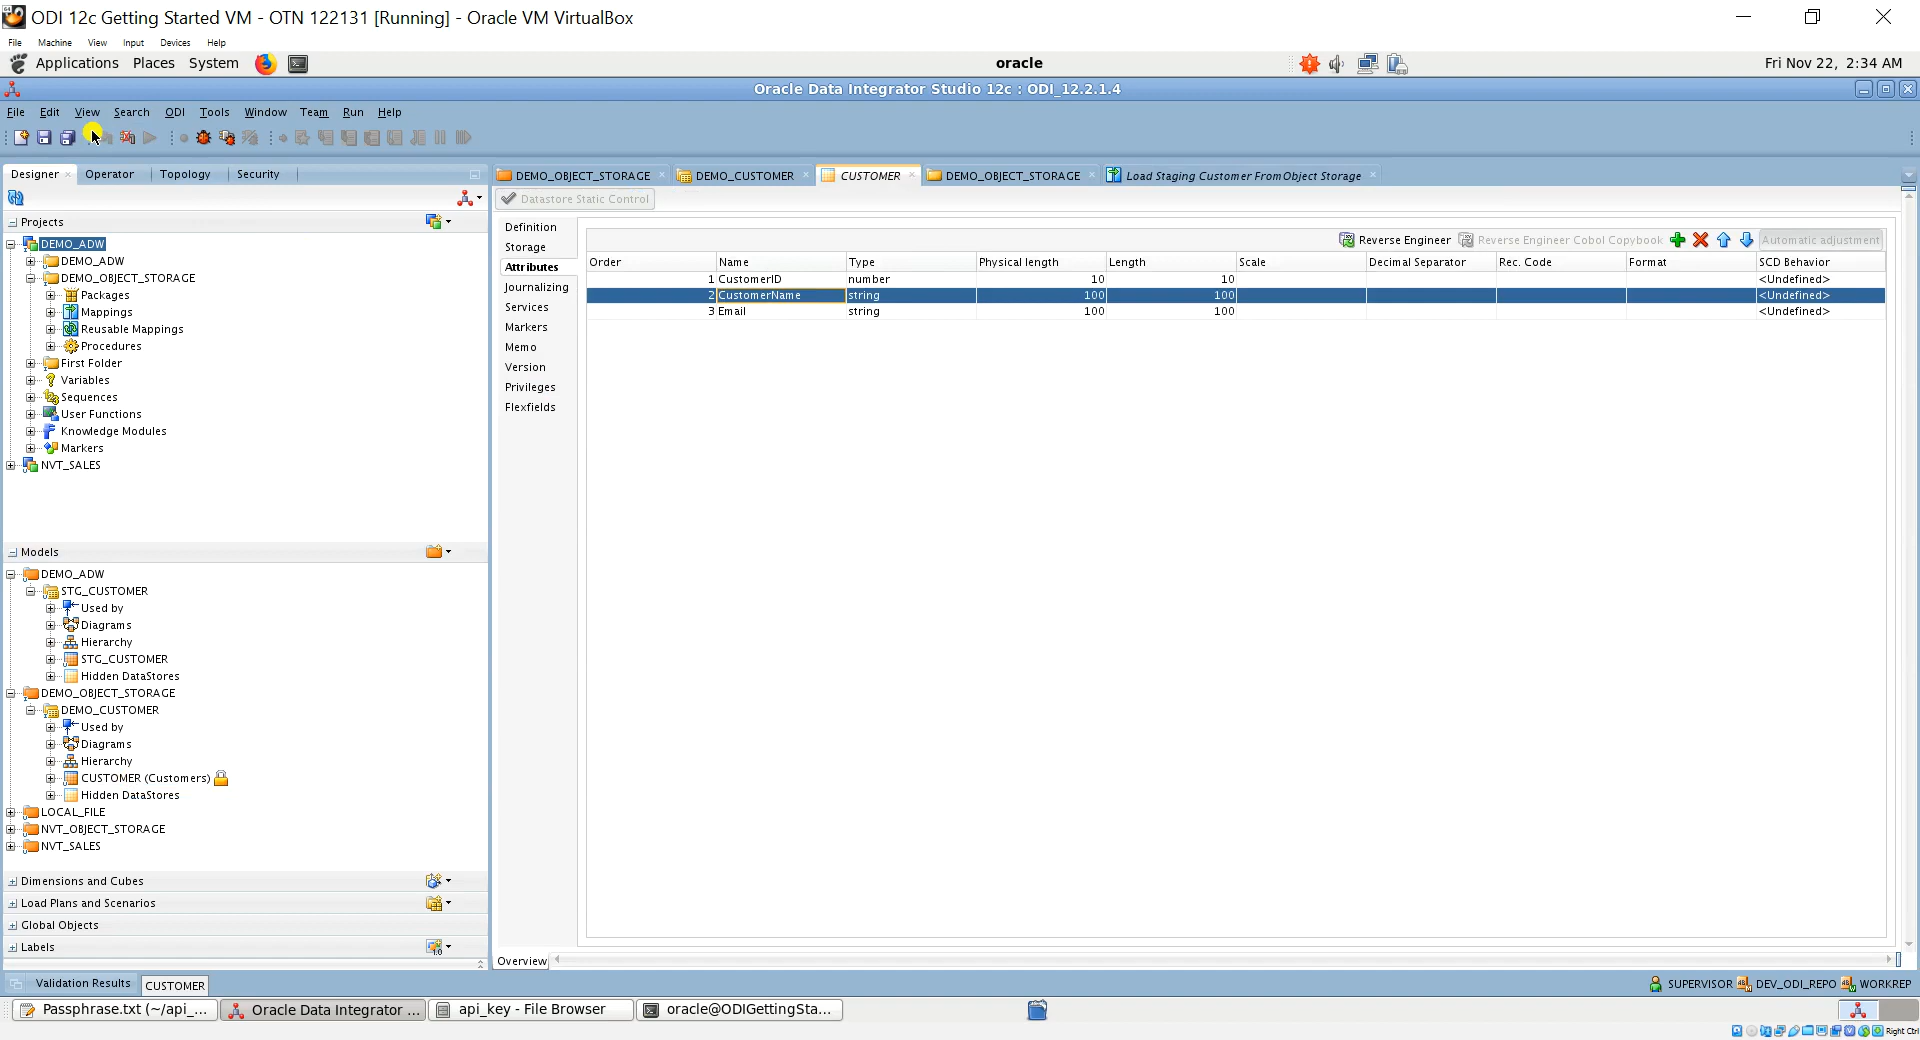 ODI 12c Getting Started VM - OTN 122131 [Running] - Oracle VM VirtualBox
File Machine View Input Devices Help
Applications Places System oracle Fri Nov 22, 2:34 AM
Oracle Data Integrator Studio 12c : ODI_12.2.1.4
File Edit View Search ODI Tools Window Team Run Help
Designer Operator Topology Security
DEMO_OBJECT_STORAGE DEMO_CUSTOMER CUSTOMER DEMO_OBJECT_STORAGE Load Staging Customer From Object Storage
Datastore Static Control
Projects
DEMO_ADW
DEMO_ADW
DEMO_OBJECT_STORAGE
Packages
Mappings
Reusable Mappings
Procedures
First Folder
Variables
Sequences
User Functions
Knowledge Modules
Markers
NVT_SALES
Models
DEMO_ADW
STG_CUSTOMER
Used by
Diagrams
Hierarchy
STG_CUSTOMER
Hidden DataStores
DEMO_OBJECT_STORAGE
DEMO_CUSTOMER
Used by
Diagrams
Hierarchy
CUSTOMER (Customers)
Hidden DataStores
LOCAL_FILE
NVT_OBJECT_STORAGE
NVT_SALES
Dimensions and Cubes
Load Plans and Scenarios
Global Objects
Labels
Definition
Storage
Attributes
Journalizing
Services
Markers
Memo
Version
Privileges
Flexfields
Reverse Engineer Reverse Engineer Cobol Copybook Automatic adjustment
Order Name Type Physical length Length Scale Decimal Separator Rec. Code Format SCD Behavior
1 CustomerID number 10 10 <Undefined>
2 CustomerName string 100 100 <Undefined>
3 Email string 100 100 <Undefined>
Overview
Validation Results CUSTOMER SUPERVISOR DEV_ODI_REPO WORKREP
Passphrase.txt (~/api_... Oracle Data Integrator ... api_key - File Browser oracle@ODIGettingSta...
Right Ctrl